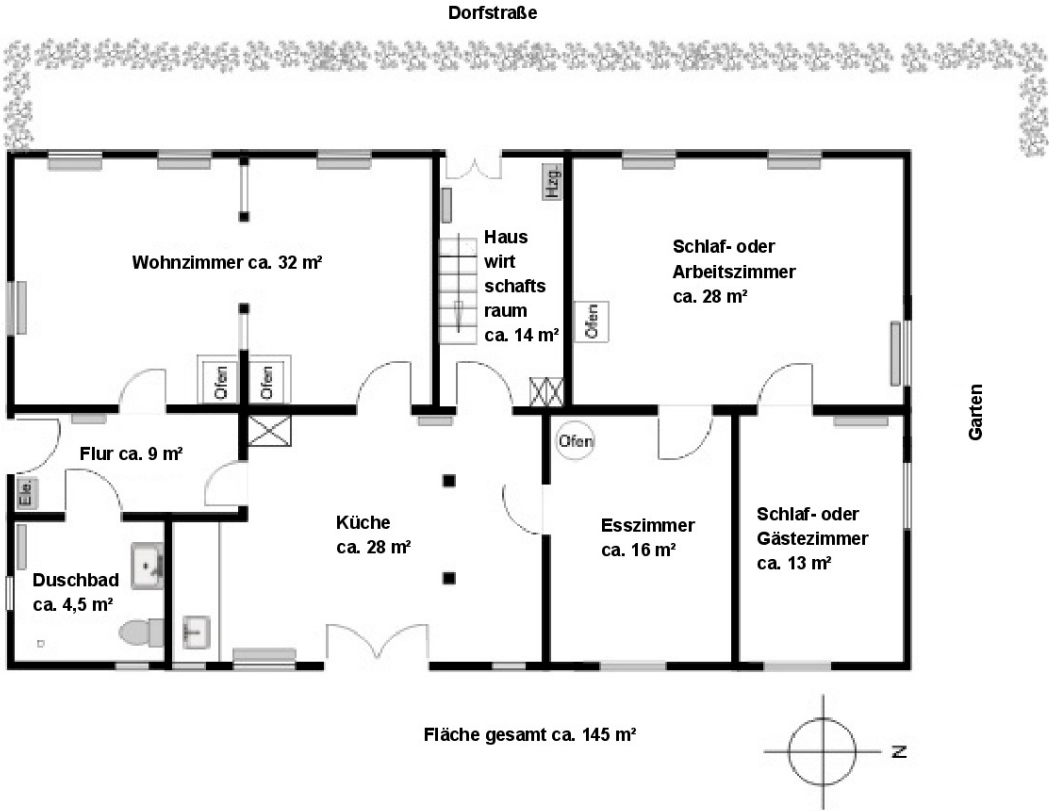 Dorfstraße
Hzg.
Haus
wirt
schafts
raum
ca. 14 m²
Wohnzimmer ca. 32 m²
Schlaf- oder
Arbeitszimmer
ca. 28 m²
Ofen
Ofen
Ofen
Garten
Flur ca. 9 m²
Ofen
Ele.
Küche
ca. 28 m²
Esszimmer
ca. 16 m²
Schlaf- oder
Gästezimmer
ca. 13 m²
Duschbad
ca. 4,5 m²
Fläche gesamt ca. 145 m²
N